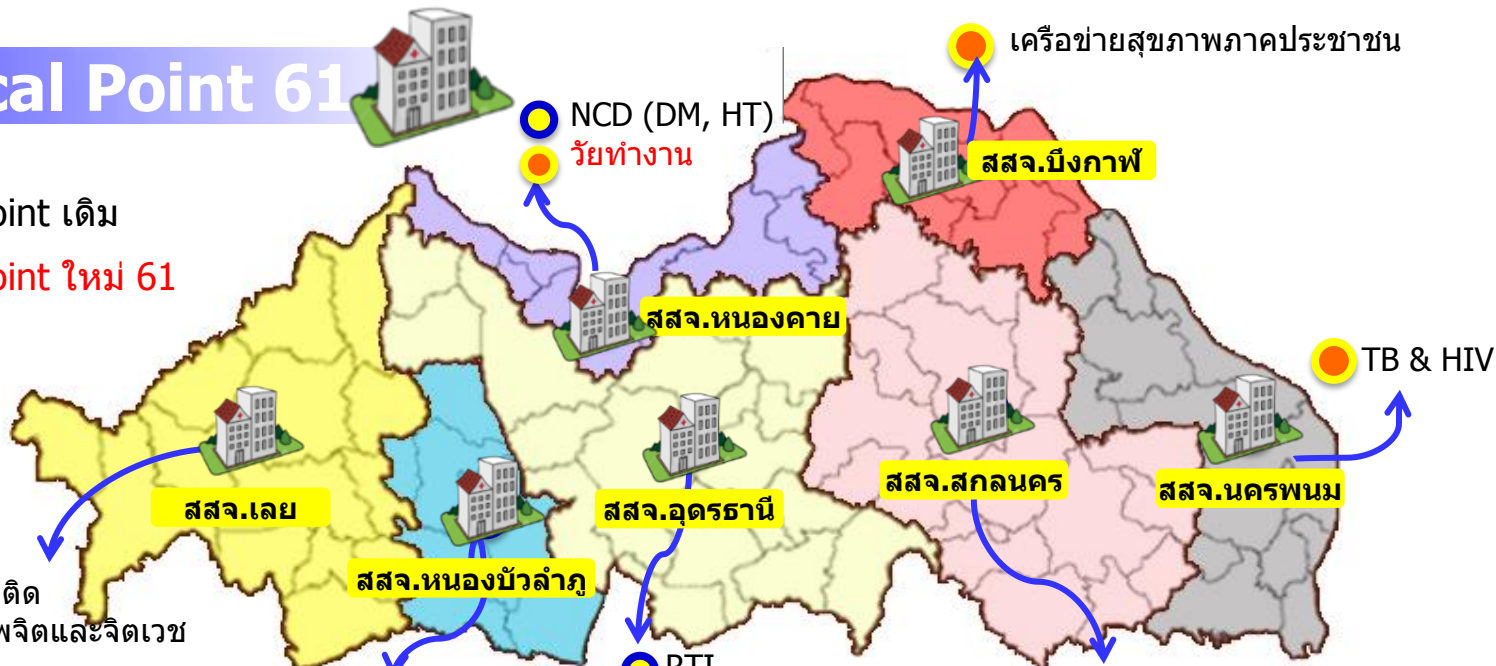 cal Point 61
เครือข่ายสุขภาพภาคประชาชน
NCD (DM, HT)
วัยทำงาน
สสจ.บึงกาฬ
oint เดิม
oint ใหม่ 61
สสจ.หนองคาย
TB & HIV
สสจ.เลย
สสจ.อุดรธานี
สสจ.สกลนคร
สสจ.นครพนม
สสจ.หนองบัวลำภู
ติด
พจิตและจิตเวช
RTI